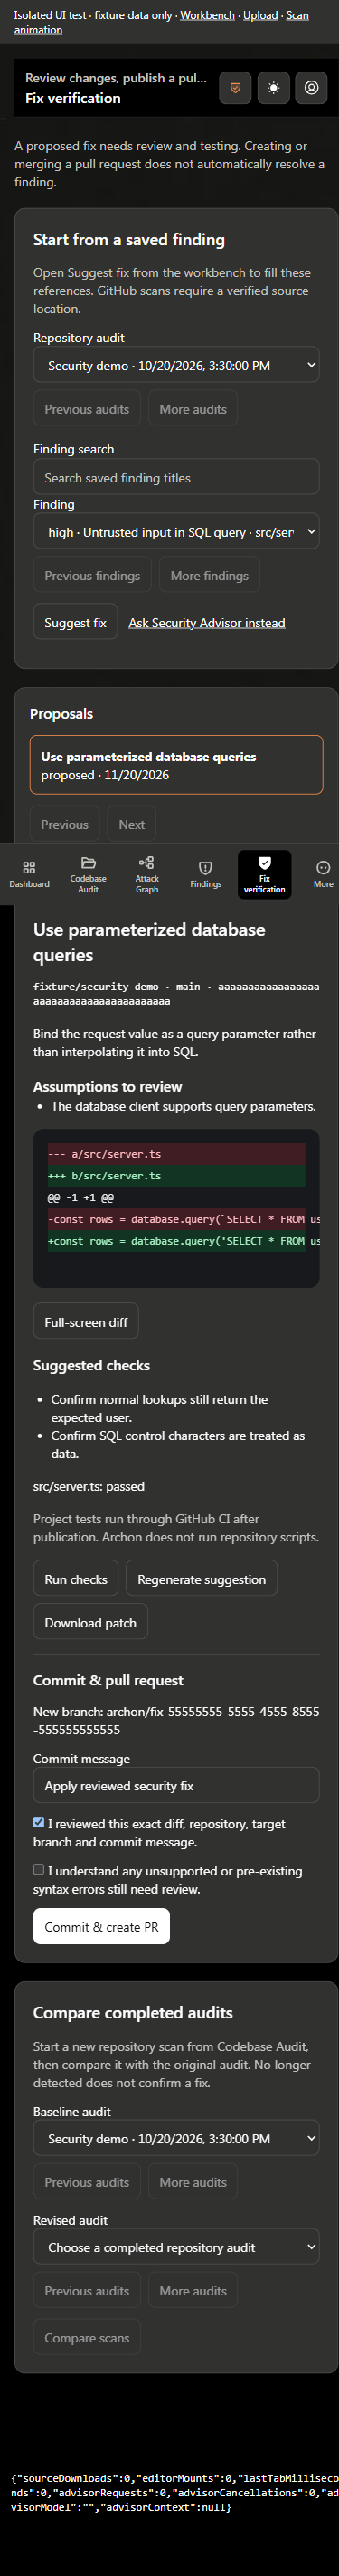 Isolated UI test · fixture data only · Workbench · Upload · Scan
animation
Review changes, publish a pul...
Fix verification
A proposed fix needs review and testing. Creating or
merging a pull request does not automatically resolve a
finding.
Start from a saved finding
Open Suggest fix from the workbench to fill these
references. GitHub scans require a verified source
location.
Repository audit
Security demo · 10/20/2026, 3:30:00 PM
Previous audits
More audits
Finding search
Search saved finding titles
Finding
high · Untrusted input in SQL query · src/ser
Previous findings
More findings
Suggest fix
Ask Security Advisor instead
Proposals
Use parameterized database queries
proposed · 11/20/2026
Previous
Next
Dashboard
Codebase
Audit
Attack
Graph
Findings
Fix
verification
More
Use parameterized database
queries
fixture/security-demo · main · aaaaaaaaaaaaaaaaa
aaaaaaaaaaaaaaaaaaaaaaa
Bind the request value as a query parameter rather
than interpolating it into SQL.
Assumptions to review
• The database client supports query parameters.
--- a/src/server.ts
+++ b/src/server.ts
@@ -1 +1 @@
-const rows = database.query(`SELECT * FROM us
+const rows = database.query('SELECT * FROM us
Full-screen diff
Suggested checks
• Confirm normal lookups still return the
expected user.
• Confirm SQL control characters are treated as
data.
src/server.ts: passed
Project tests run through GitHub CI after
publication. Archon does not run repository scripts.
Run checks
Regenerate suggestion
Download patch
Commit & pull request
New branch: archon/fix-55555555-5555-4555-8555
-555555555555
Commit message
Apply reviewed security fix
I reviewed this exact diff, repository, target
branch and commit message.
I understand any unsupported or pre-existing
syntax errors still need review.
Commit & create PR
Compare completed audits
Start a new repository scan from Codebase Audit,
then compare it with the original audit. No longer
detected does not confirm a fix.
Baseline audit
Security demo · 10/20/2026, 3:30:00 PM
Previous audits
More audits
Revised audit
Choose a completed repository audit
Previous audits
More audits
Compare scans
{"sourceDownloads":0,"editorMounts":0,"lastTabMilliseco
nds":0,"advisorRequests":0,"advisorCancellations":0,"ad
visorModel":"","advisorContext":null}